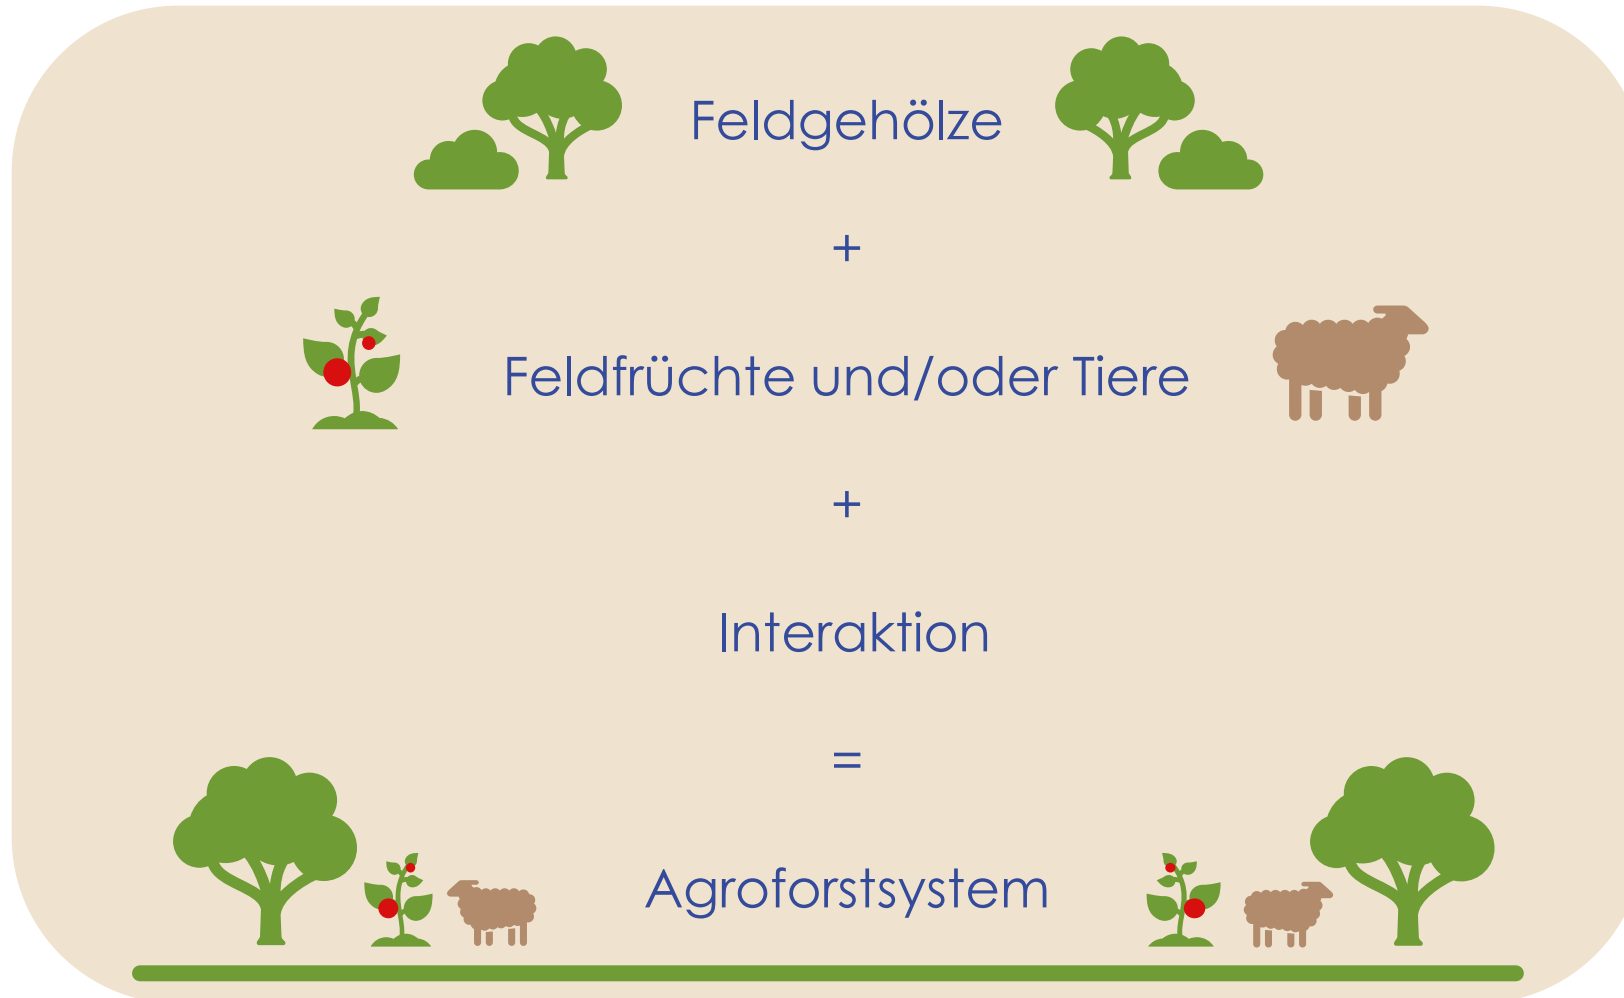 Feldgehölze
+
Feldfrüchte und/oder Tiere
+
Interaktion
=
Agroforstsystem